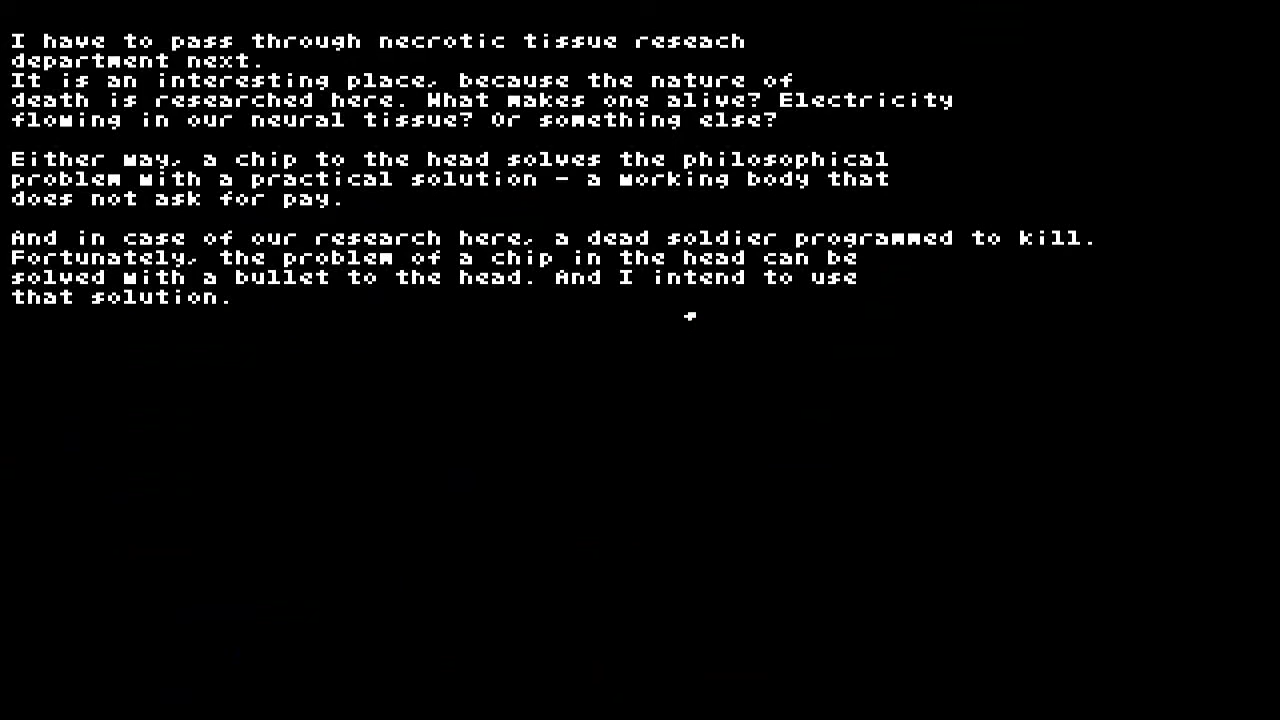 I have to pass through necrotic tissue reseach
department next.
It is an interesting place, because the nature of
death is researched here. What makes one alive? Electricity
flowing in our neural tissue? Or something else?
Either way, a chip to the head solves the philosophical
problem with a practical solution - a working body that
does not ask for pay.
And in case of our research here, a dead soldier programmed to kill.
Fortunately, the problem of a chip in the head can be
solved with a bullet to the head. And I intend to use
that solution.